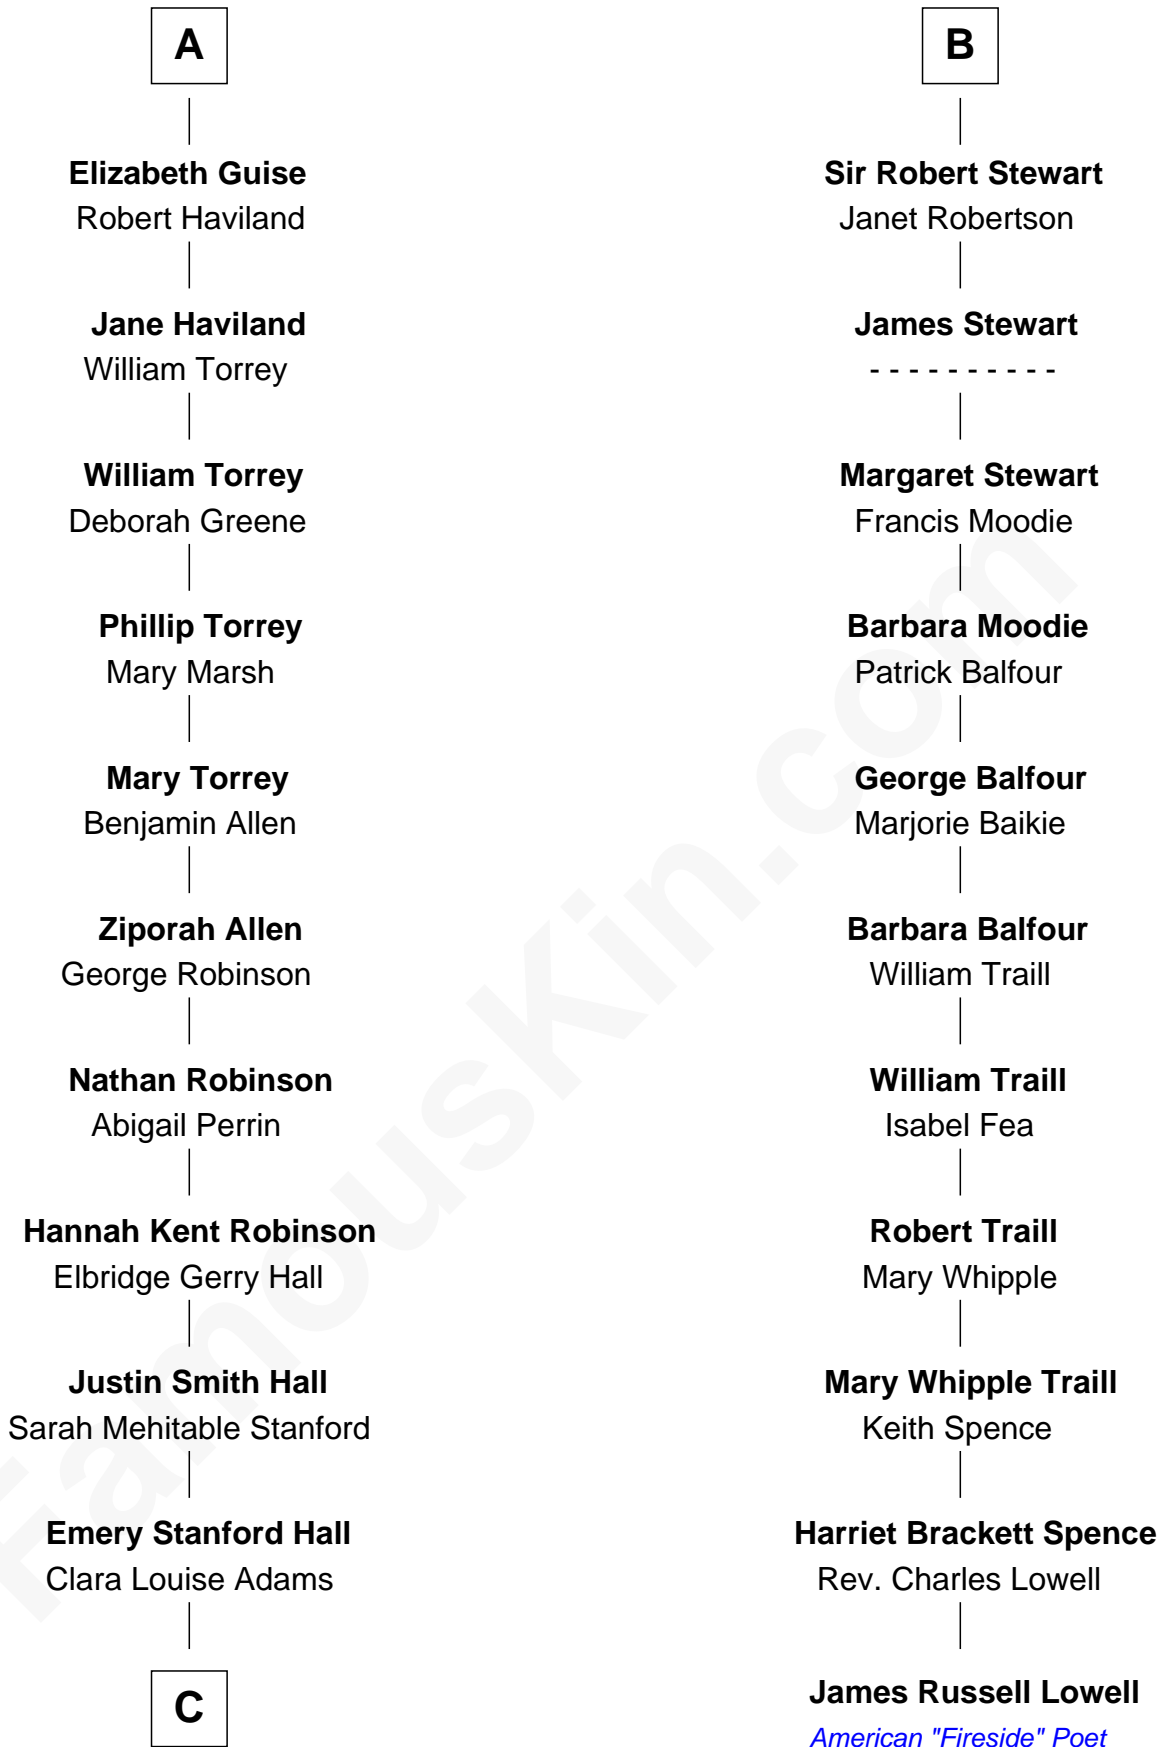 A
Elizabeth Guise
Robert Haviland
Jane Haviland
William Torrey
William Torrey
Deborah Greene
Phillip Torrey
Mary Marsh
Mary Torrey
Benjamin Allen
Ziporah Allen
George Robinson
Nathan Robinson
Abigail Perrin
Hannah Kent Robinson
Elbridge Gerry Hall
Justin Smith Hall
Sarah Mehitable Stanford
Emery Stanford Hall
Clara Louise Adams
C
B
Sir Robert Stewart
Janet Robertson
James Stewart
- - - - - - - - - -
Margaret Stewart
Francis Moodie
Barbara Moodie
Patrick Balfour
George Balfour
Marjorie Baikie
Barbara Balfour
William Traill
William Traill
Isabel Fea
Robert Traill
Mary Whipple
Mary Whipple Traill
Keith Spence
Harriet Brackett Spence
Rev. Charles Lowell
James Russell Lowell
American "Fireside" Poet
FamousKin.com